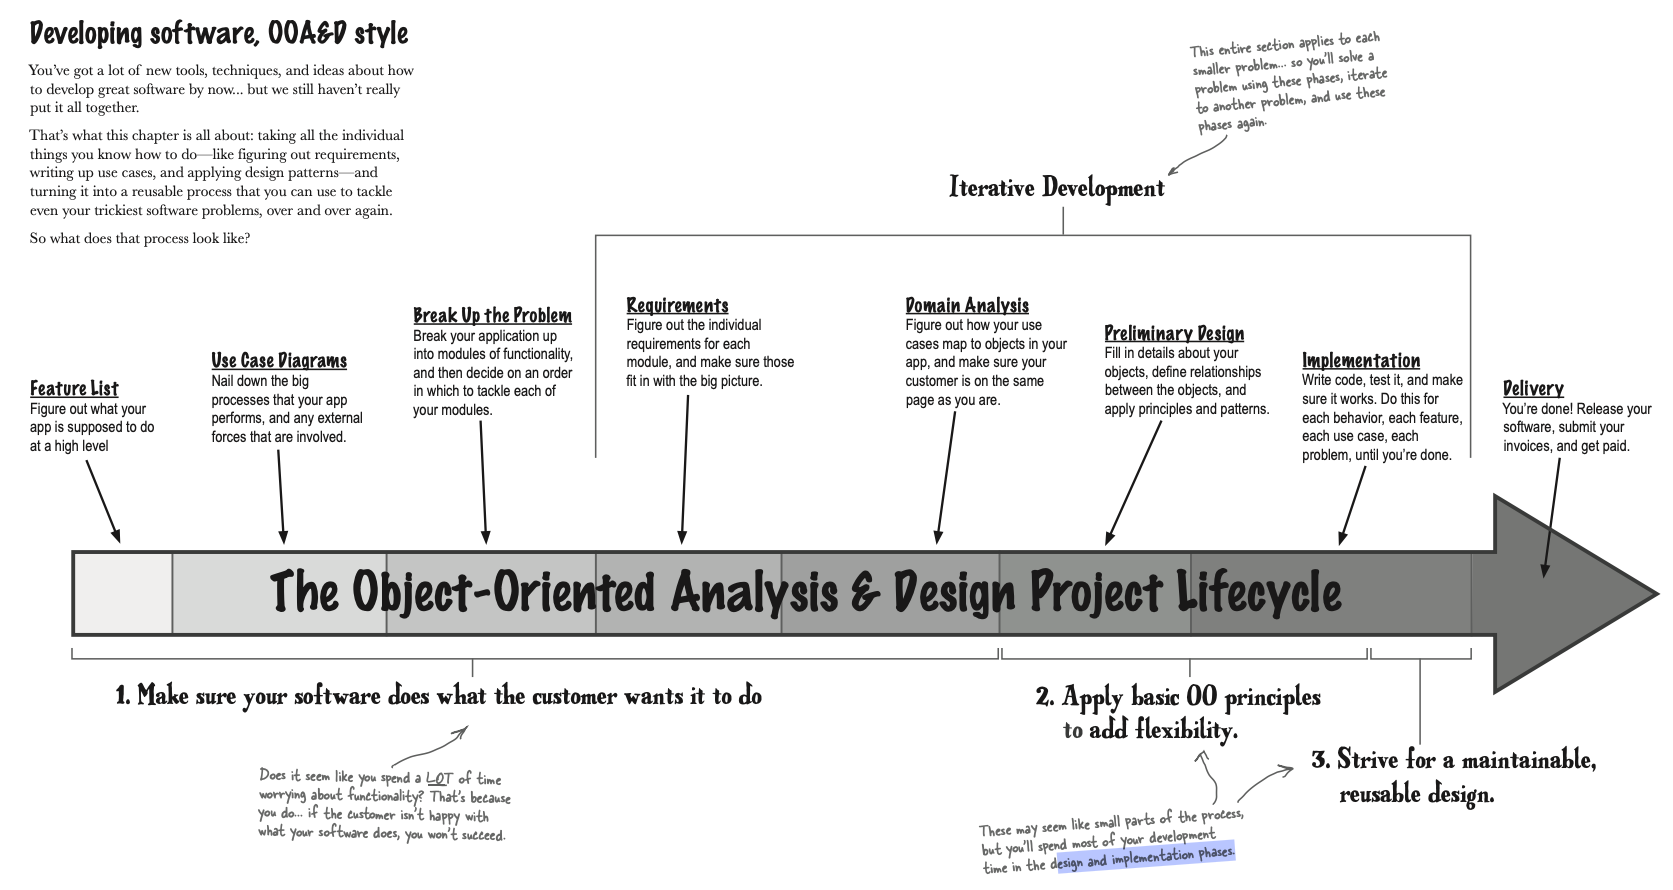 Developing software, OOA&D style
You've got a lot of new tools, techniques, and ideas about how
to develop great software by now... but we still haven't really
put it all together.
That's what this chapter is all about: taking all the individual
things you know how to do—like figuring out requirements,
writing up use cases, and applying design patterns—and
turning it into a reusable process that you can use to tackle
even your trickiest software problems, over and over again.
So what does that process look like?
This entire section applies to each
smaller problem... so you'll solve a
problem using these phases, iterate
to another problem, and use these
phases again.
Iterative Development
Feature List
Figure out what your
app is supposed to do
at a high level
Use Case Diagrams
Nail down the big
processes that your app
performs, and any external
forces that are involved.
Break Up the Problem
Break your application up
into modules of functionality,
and then decide on an order
in which to tackle each of
your modules.
Requirements
Figure out the individual
requirements for each
module, and make sure those
fit in with the big picture.
Domain Analysis
Figure out how your use
cases map to objects in your
app, and make sure your
customer is on the same
page as you are.
Preliminary Design
Fill in details about your
objects, define relationships
between the objects, and
apply principles and patterns.
Implementation
Write code, test it, and make
sure it works. Do this for
each behavior, each feature,
each use case, each
problem, until you're done.
Delivery
You're done! Release your
software, submit your
invoices, and get paid.
The Object-Oriented Analysis & Design Project Lifecycle
1. Make sure your software does what the customer wants it to do
2. Apply basic OO principles
to add flexibility.
3. Strive for a maintainable,
reusable design.
Does it seem like you spend a LOT of time
worrying about functionality? That's because
you do... if the customer isn't happy with
what your software does, you won't succeed.
These may seem like small parts of the process,
but you'll spend most of your development
time in the design and implementation phases.